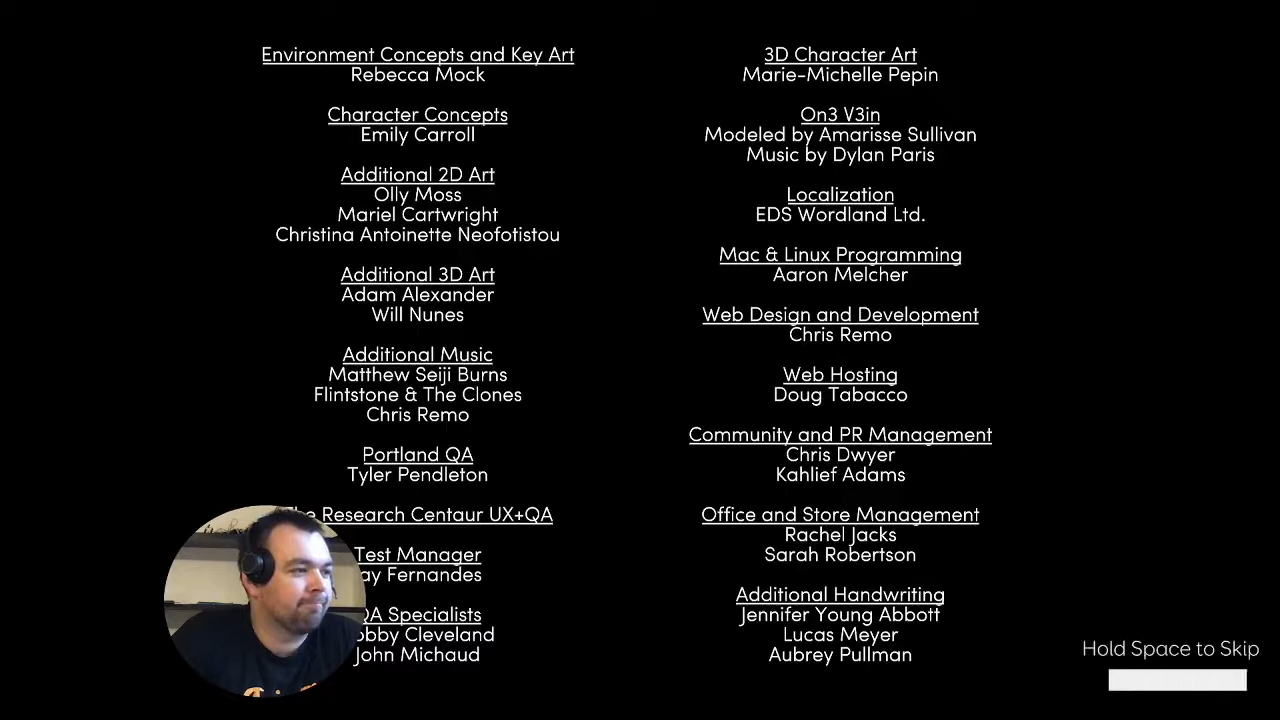 Environment Concepts and Key Art
Rebecca Mock
Character Concepts
Emily Carroll
Additional 2D Art
Olly Moss
Mariel Cartwright
Christina Antoinette Neofotistou
Additional 3D Art
Adam Alexander
Will Nunes
Additional Music
Matthew Seiji Burns
Flintstone & The Clones
Chris Remo
Portland QA
Tyler Pendleton
Research Centaur UX+QA
Test Manager
Fernandes
Specialists
Cleveland
John Michaud
3D Character Art
Marie-Michelle Pepin
On3 V3in
Modeled by Amarisse Sullivan
Music by Dylan Paris
Localization
EDS Wordland Ltd.
Mac & Linux Programming
Aaron Melcher
Web Design and Development
Chris Remo
Web Hosting
Doug Tabacco
Community and PR Management
Chris Dwyer
Kahlief Adams
Office and Store Management
Rachel Jacks
Sarah Robertson
Additional Handwriting
Jennifer Young Abbott
Lucas Meyer
Aubrey Pullman
Hold Space to Skip